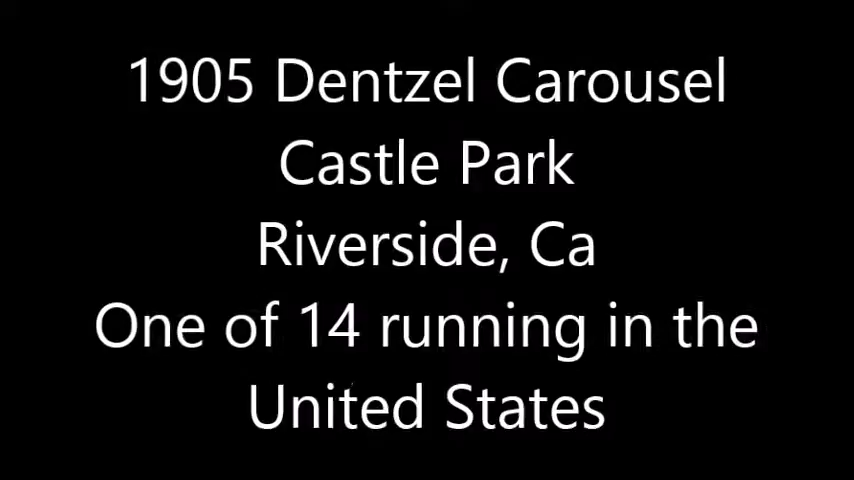 1905 Dentzel Carousel
Castle Park
Riverside, Ca
One of 14 running in the
United States